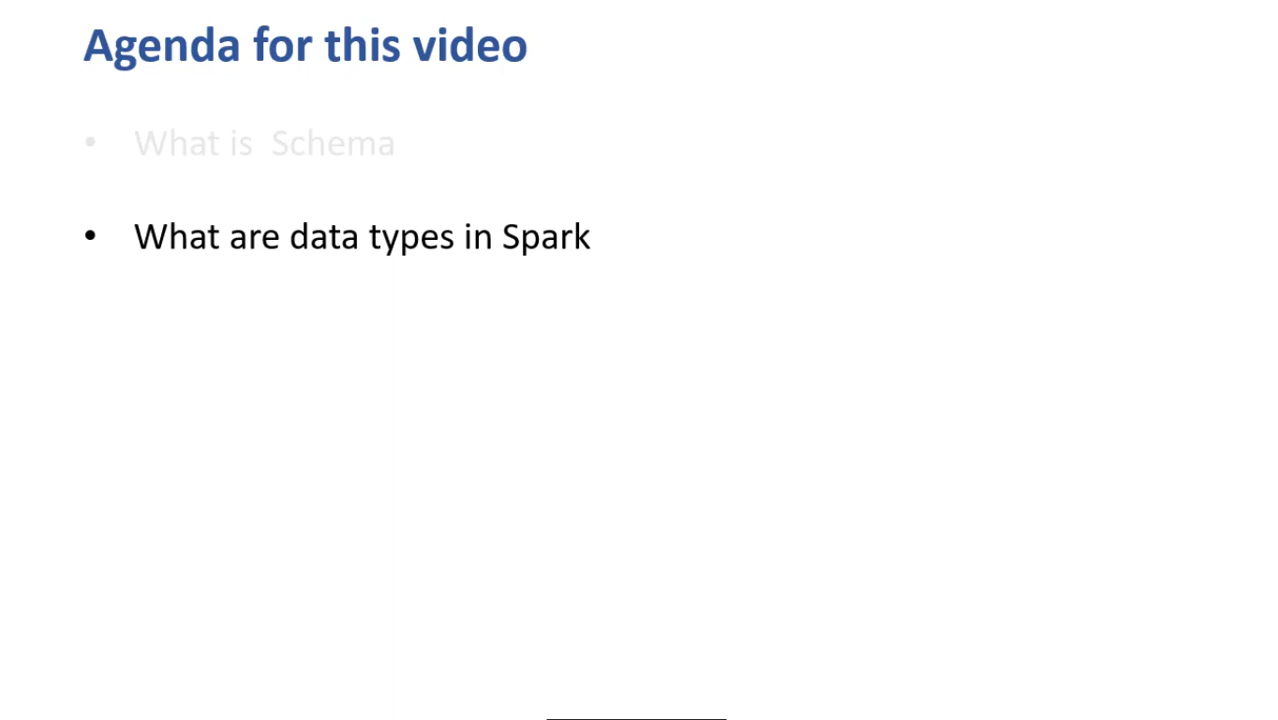 Agenda for this video
• What is  Schema
• What are data types in Spark